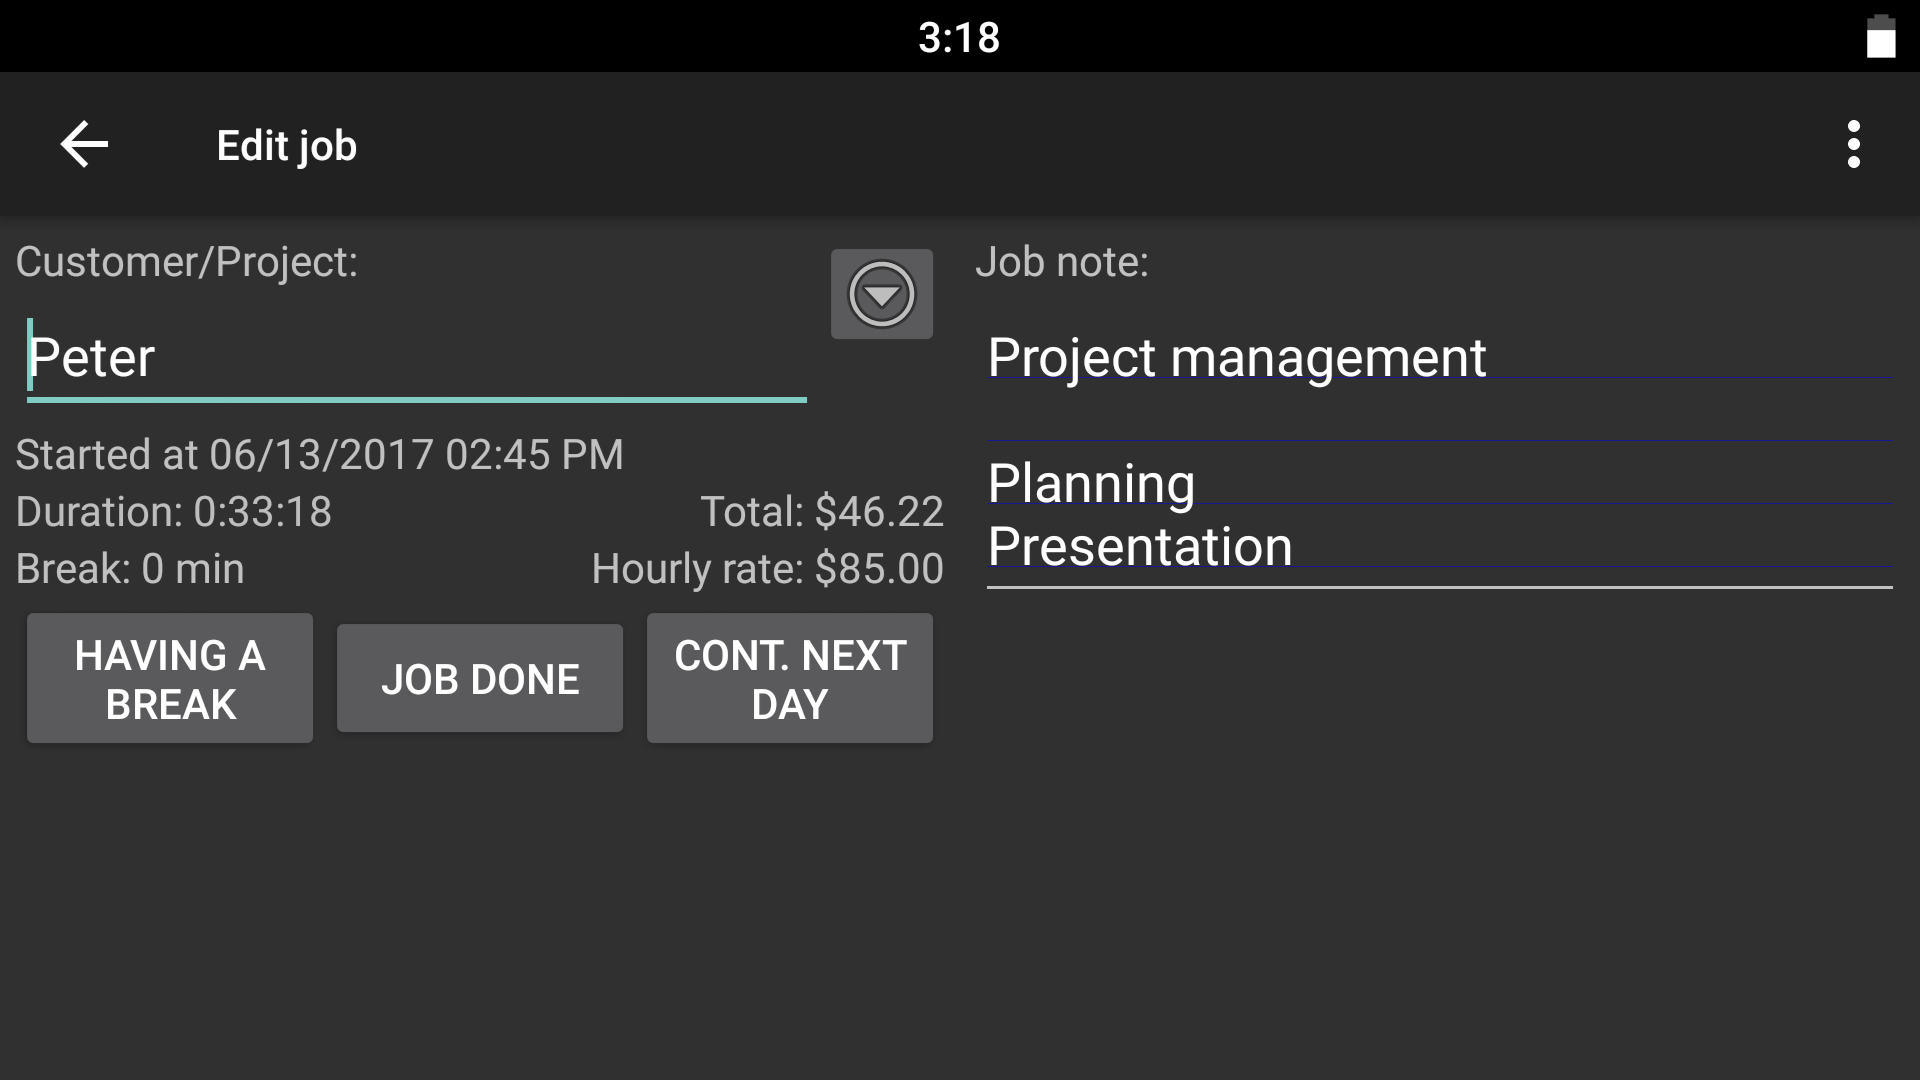 3:18
Edit job
Customer/Project:
Peter
Started at 06/13/2017 02:45 PM
Duration: 0:33:18
Total: $46.22
Break: 0 min
Hourly rate: $85.00
HAVING A
BREAK
JOB DONE
CONT. NEXT
DAY
Job note:
Project management
Planning
Presentation